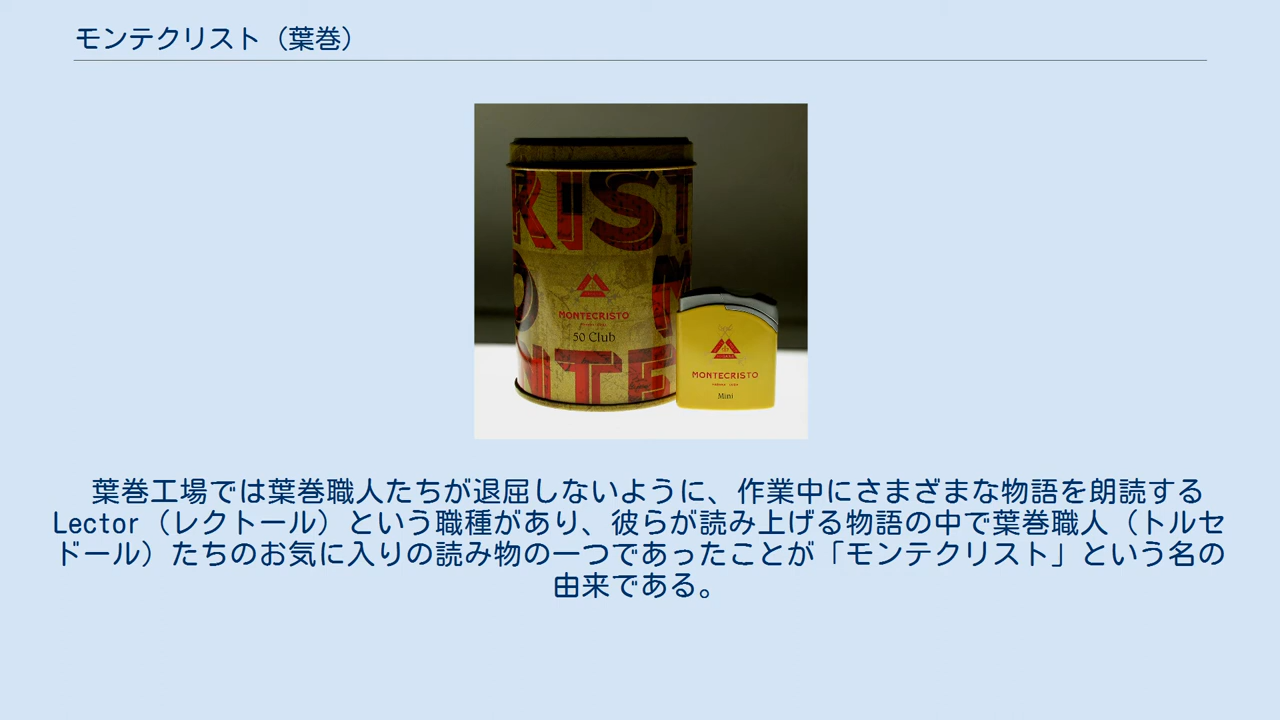 モンテクリスト（葉巻）
RIST
MONTECRISTO
50 Club
NTE
MONTECRISTO
HABANA CUBA
Mini
葉巻工場では葉巻職人たちが退屈しないように、作業中にさまざまな物語を朗読する
Lector（レクトール）という職種があり、彼らが読み上げる物語の中で葉巻職人（トルセ
ドール）たちのお気に入りの読み物の一つであったことが「モンテクリスト」という名の
由来である。